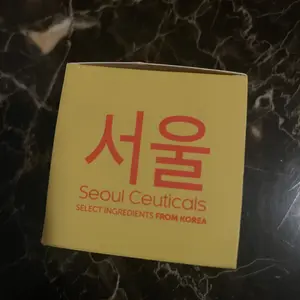 서울
Seoul Ceuticals
SELECT INGREDIENTS FROM KOREA